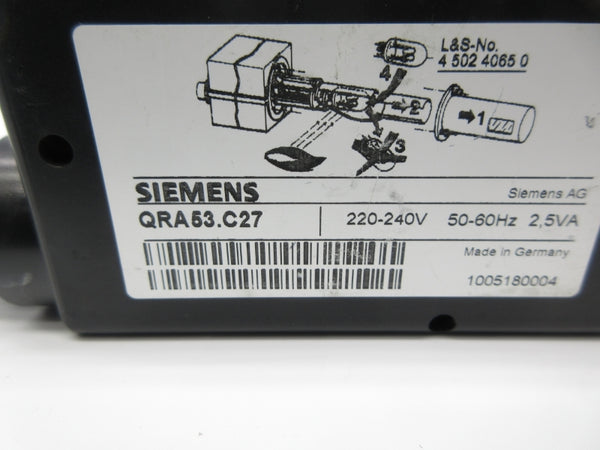 L&S-No.
4 502 4065 0
4
2
1
3
SIEMENS
Siemens AG
QRA53.C27
220-240V 50-60Hz 2,5VA
Made in Germany
1005180004